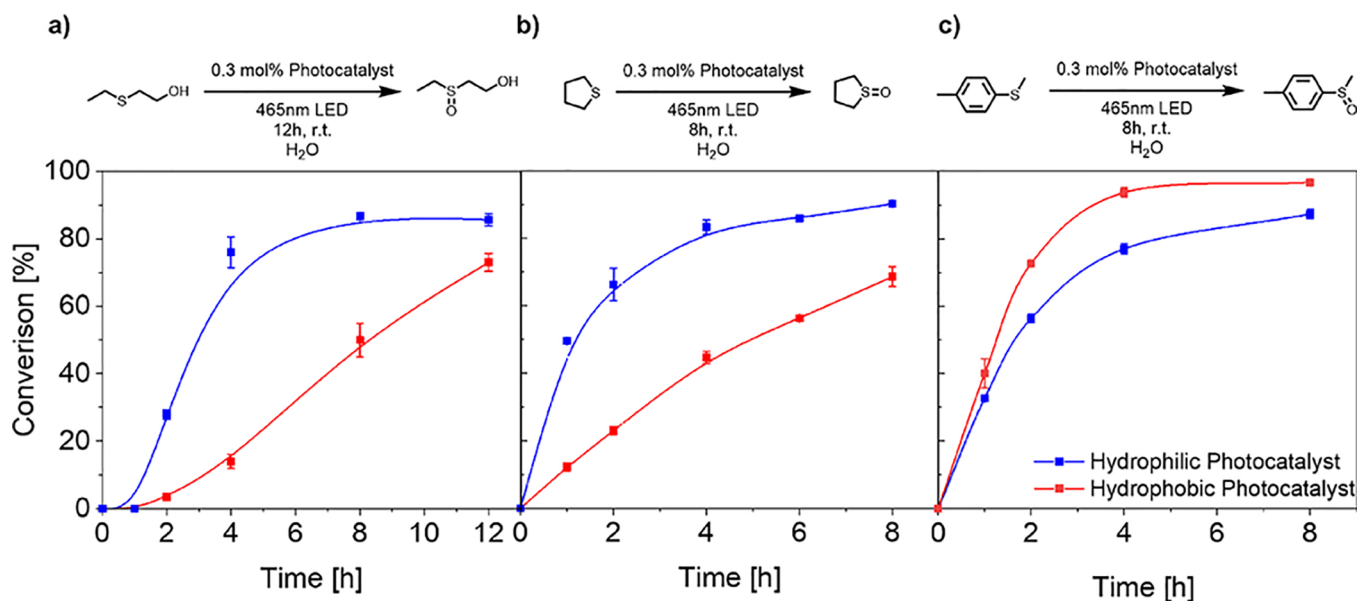 a)
0.3 mol% Photocatalyst
465nm LED
12h, r.t.
H₂O
S
OH
S
O
OH
b)
0.3 mol% Photocatalyst
465nm LED
8h, r.t.
H₂O
S
S=O
c)
0.3 mol% Photocatalyst
465nm LED
8h, r.t.
H₂O
S
S
O
Converison [%]
100
80
60
40
20
0
0 2 4 6 8 10 12
Time [h]
0 2 4 6 8
Time [h]
Hydrophilic Photocatalyst
Hydrophobic Photocatalyst
0 2 4 6 8
Time [h]